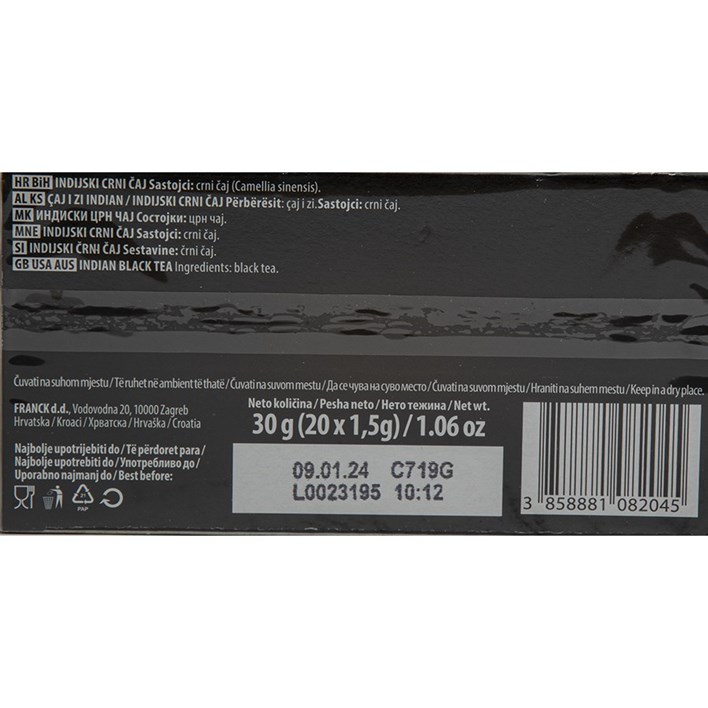 HR BiH INDIJSKI CRNI ČAJ Sastojci: crni čaj (Camellia sinensis).
AL KS ÇAJ I ZI INDIAN / INDIJSKI CRNI ČAJ Përbërësit: çaj i zi. Sastojci: crni čaj.
MK ИНДИСКИ ЦРН ЧАЈ Состојки: црн чај.
MNE INDIJSKI CRNI ČAJ Sastojci: crni čaj.
SI INDIJSKI ČRNI ČAJ Sestavine: črni čaj.
GB USA AUS INDIAN BLACK TEA Ingredients: black tea.
Čuvati na suhom mjestu / Të ruhet në ambient të thatë / Čuvati na suvom mestu / Да се чува на суво место / Čuvati na suvom mjestu / Hraniti na suhem mestu / Keep in a dry place.
FRANCK d.d., Vodovodna 20, 10000 Zagreb
Hrvatska / Kroaci / Хрватска / Hrvaška / Croatia
Neto količina / Pesha neto / Нето тежина / Net wt.
30 g (20 x 1,5g) / 1.06 oz
Najbolje upotrijebiti do / Të përdoret para /
Najbolje upotrebiti do / Употребливо до /
Uporabno najmanj do / Best before:
09.01.24 C719G
L0023195 10:12
PAP
3 858881 082045